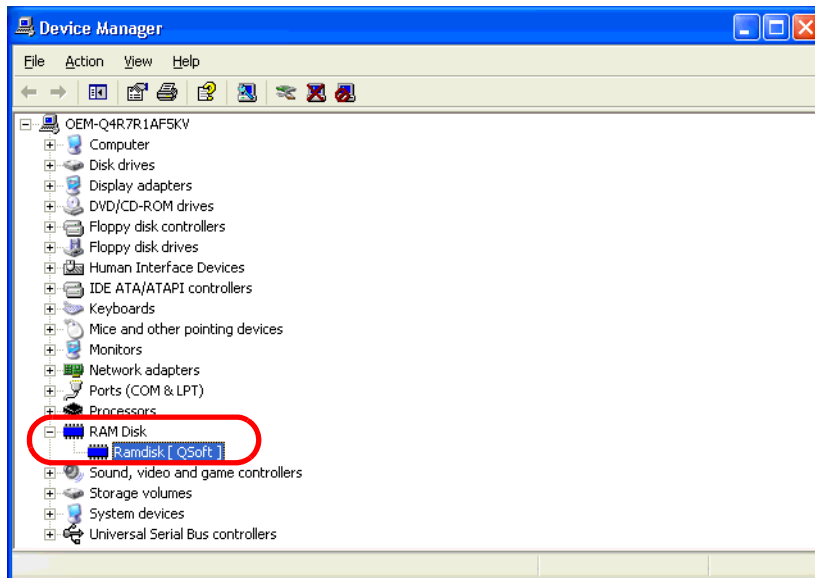 Device Manager
File Action View Help
OEM-Q4R7R1AF5KV
Computer
Disk drives
Display adapters
DVD/CD-ROM drives
Floppy disk controllers
Floppy disk drives
Human Interface Devices
IDE ATA/ATAPI controllers
Keyboards
Mice and other pointing devices
Monitors
Network adapters
Ports (COM & LPT)
Processors
RAM Disk
Ramdisk [ QSoft ]
Sound, video and game controllers
Storage volumes
System devices
Universal Serial Bus controllers